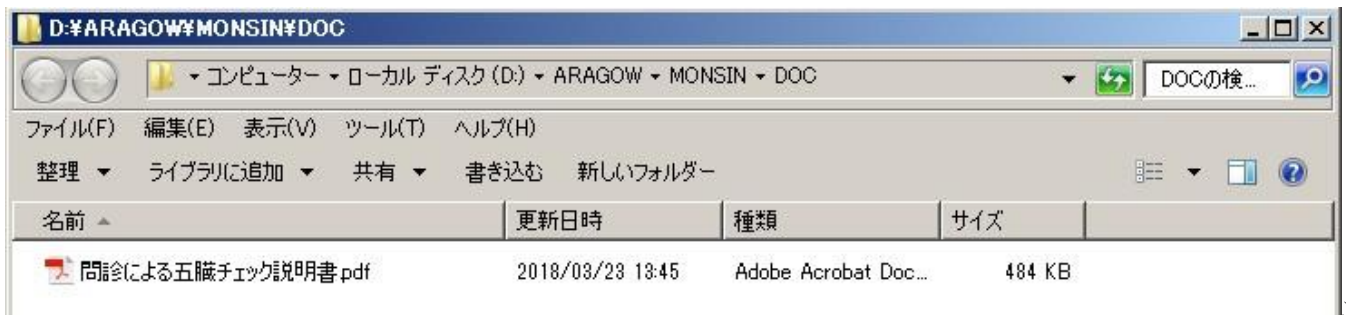 D:¥ARAGOW¥MONSIN¥DOC
コンピューター ▾ ローカル ディスク (D:) ▾ ARAGOW ▾ MONSIN ▾ DOC DOCの検...
ファイル(F) 編集(E) 表示(V) ツール(T) ヘルプ(H)
整理 ▼ ライブラリに追加 ▼ 共有 ▼ 書き込む 新しいフォルダー
名前 更新日時 種類 サイズ
問診による五臓チェック説明書.pdf 2018/03/23 13:45 Adobe Acrobat Doc... 484 KB